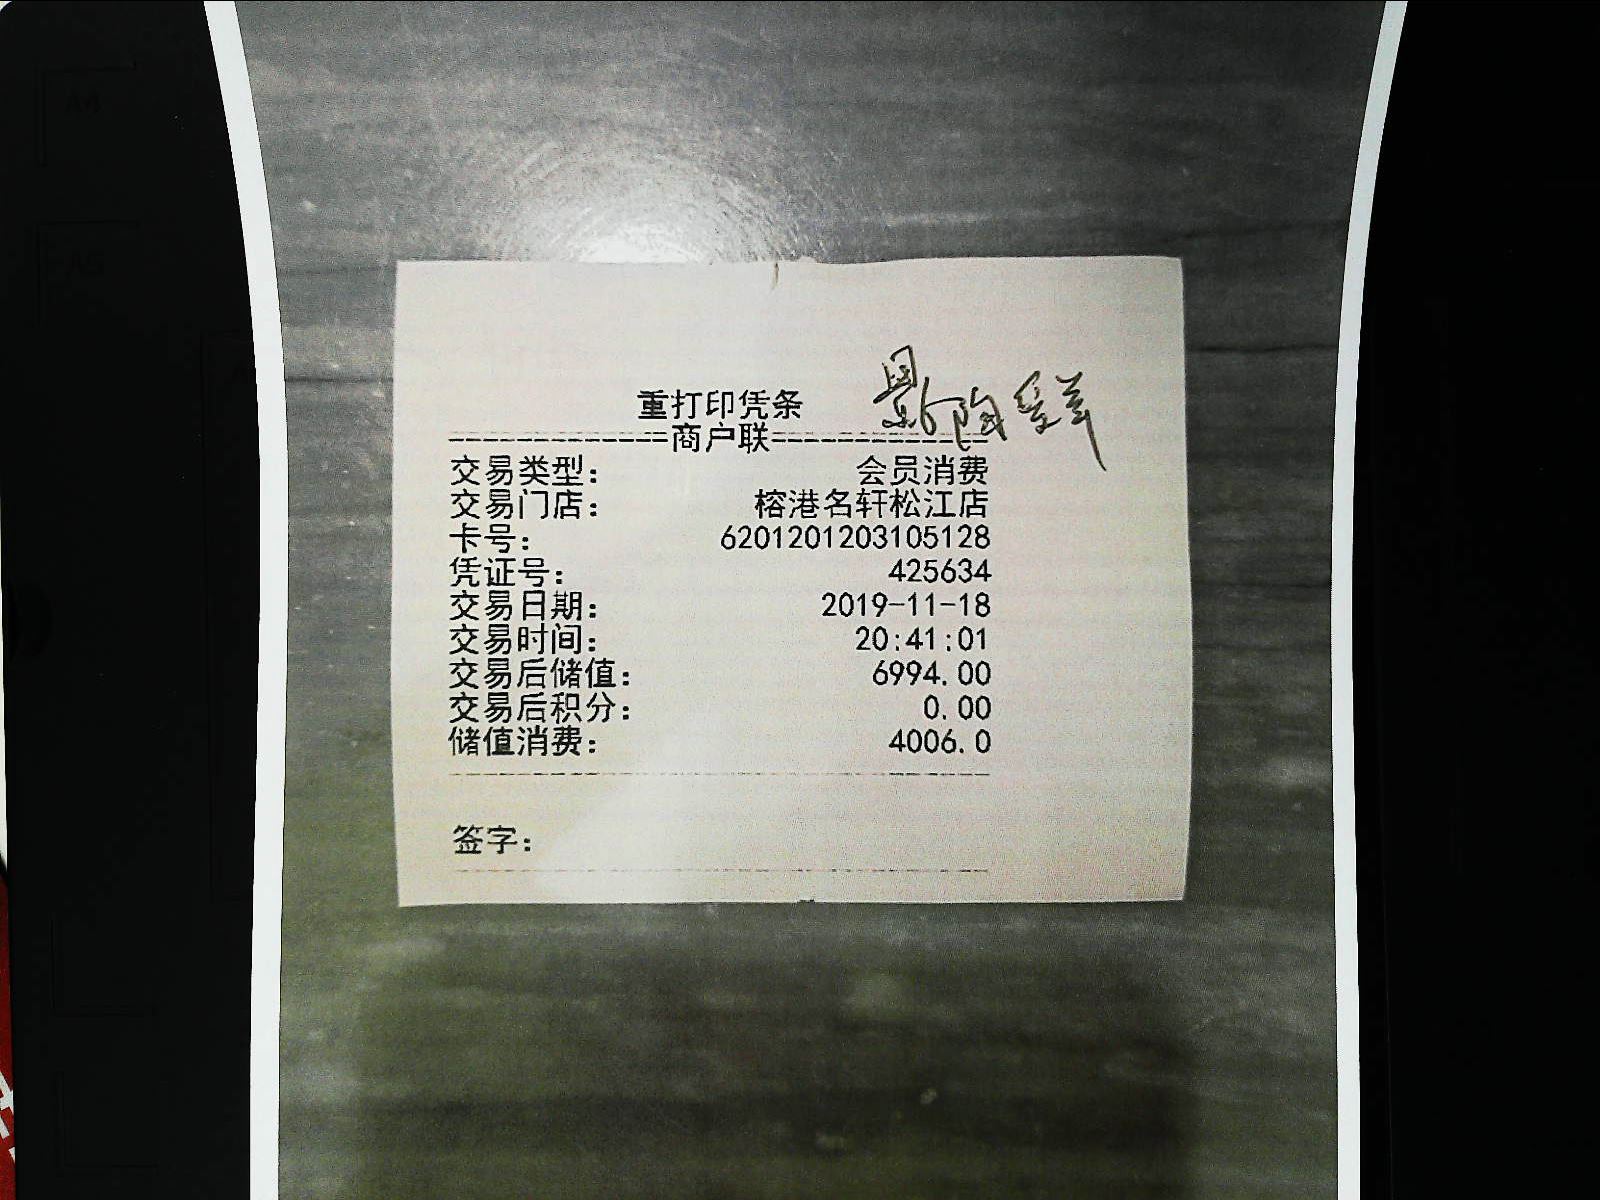 重打印凭条
-------------=商户联=-------------
交易类型： 会员消费
交易门店： 榕港名轩松江店
卡号： 6201201203105128
凭证号： 425634
交易日期： 2019-11-18
交易时间： 20:41:01
交易后储值： 6994.00
交易后积分： 0.00
储值消费： 4006.0
签字：